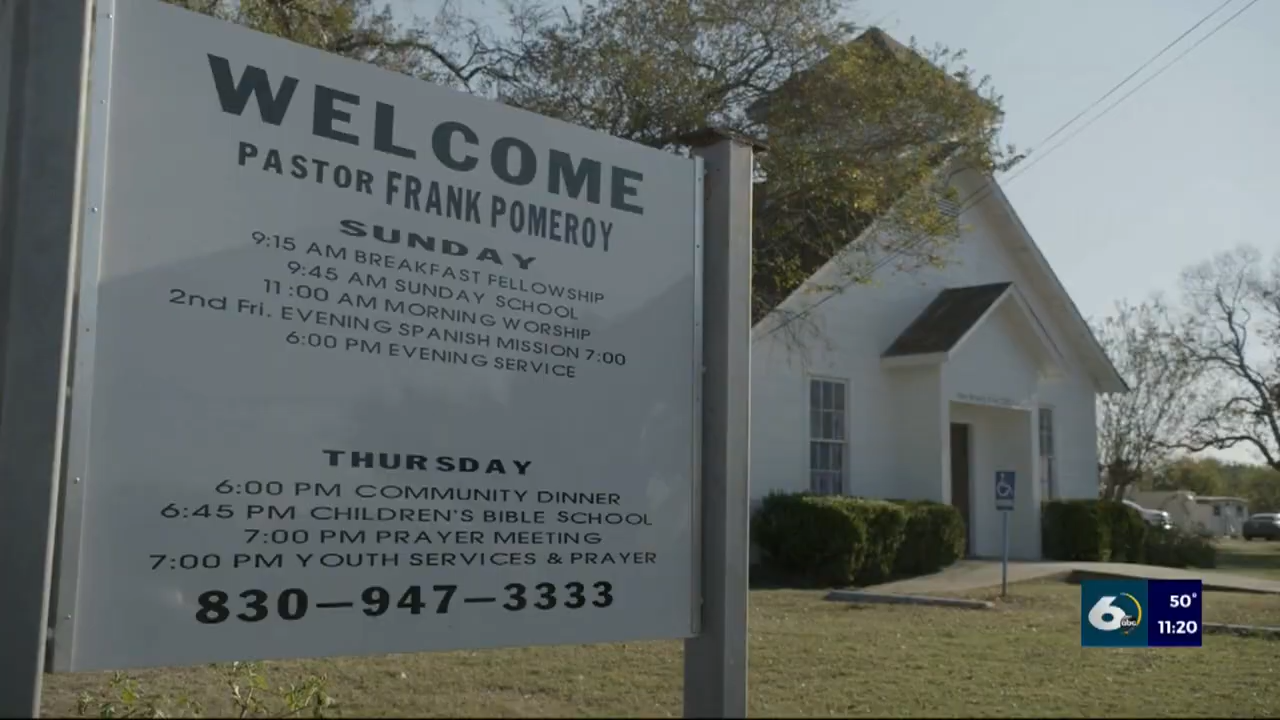 WELCOME
PASTOR FRANK POMEROY
SUNDAY
9:15 AM BREAKFAST FELLOWSHIP
9:45 AM SUNDAY SCHOOL
11:00 AM MORNING WORSHIP
2nd Fri. EVENING SPANISH MISSION 7:00
6:00 PM EVENING SERVICE
THURSDAY
6:00 PM COMMUNITY DINNER
6:45 PM CHILDREN'S BIBLE SCHOOL
7:00 PM PRAYER MEETING
7:00 PM YOUTH SERVICES & PRAYER
830-947-3333
6 abc
50°
11:20